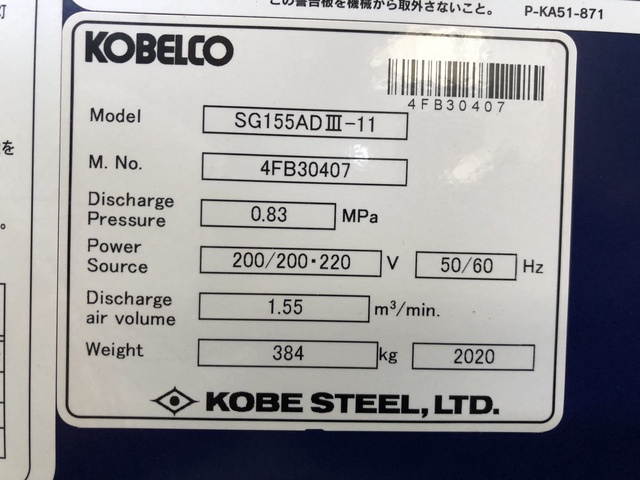 この警告板を機械から取外さないこと。 P-KA51-871
KOBELCO
4FB30407
Model SG155ADⅢ-11
M. No. 4FB30407
Discharge Pressure 0.83 MPa
Power Source 200/200・220 V 50/60 Hz
Discharge air volume 1.55 m³/min.
Weight 384 kg 2020
KOBE STEEL, LTD.
を
。